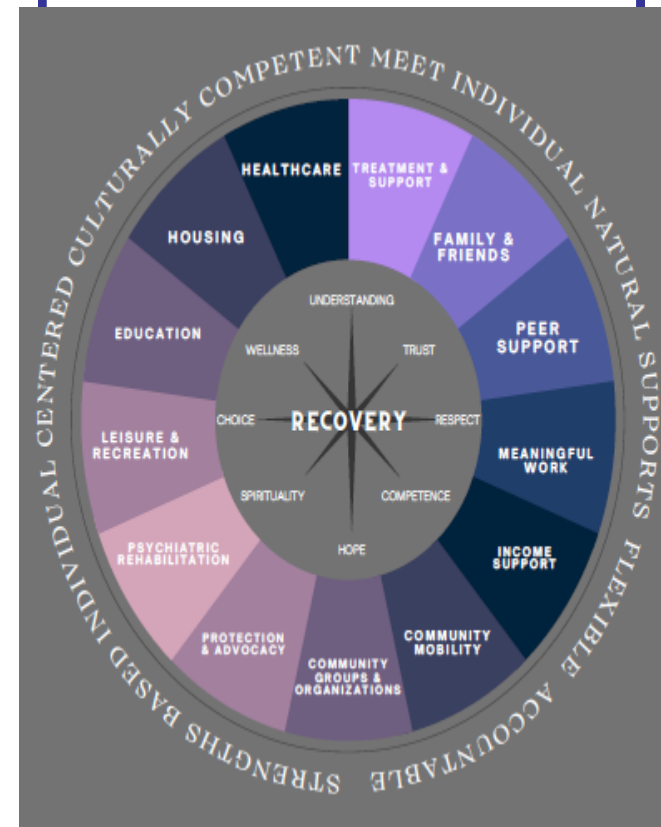 STRENGTHS BASED INDIVIDUAL CENTERED CULTURALLY COMPETENT MEET INDIVIDUAL NATURAL SUPPORTS FLEXIBLE ACCOUNTABLE
HEALTHCARE
TREATMENT &
SUPPORT
FAMILY &
FRIENDS
PEER
SUPPORT
MEANINGFUL
WORK
INCOME
SUPPORT
COMMUNITY
MOBILITY
COMMUNITY
GROUPS &
ORGANIZATIONS
PROTECTION
& ADVOCACY
PSYCHIATRIC
REHABILITATION
LEISURE &
RECREATION
EDUCATION
HOUSING
UNDERSTANDING
TRUST
RESPECT
COMPETENCE
HOPE
SPIRITUALITY
CHOICE
WELLNESS
RECOVERY